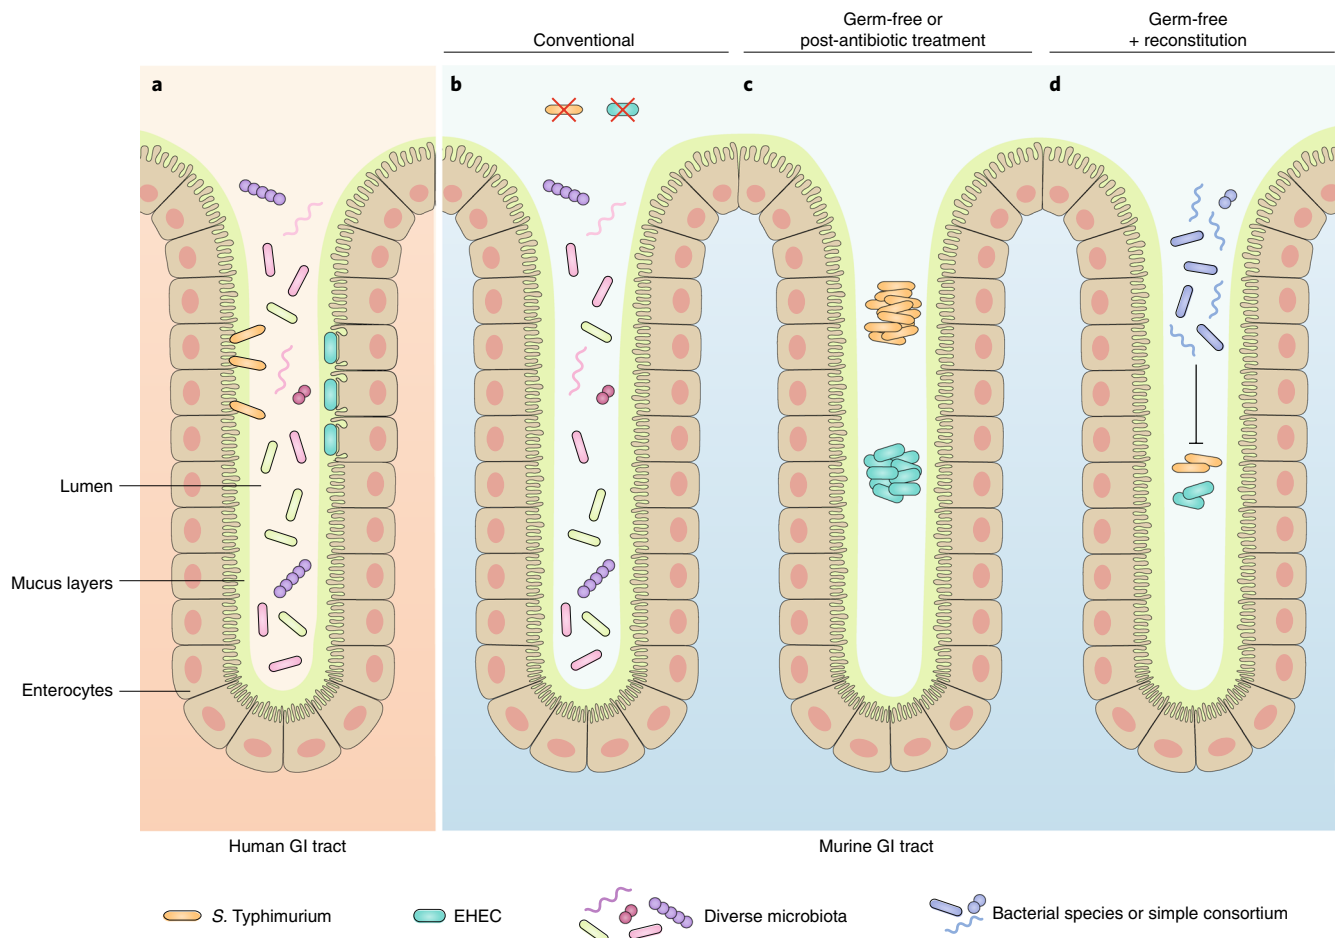 Conventional
Germ-free or
post-antibiotic treatment
Germ-free
+ reconstitution
a
b
c
d
Lumen
Mucus layers
Enterocytes
Human GI tract
Murine GI tract
S. Typhimurium
EHEC
Diverse microbiota
Bacterial species or simple consortium